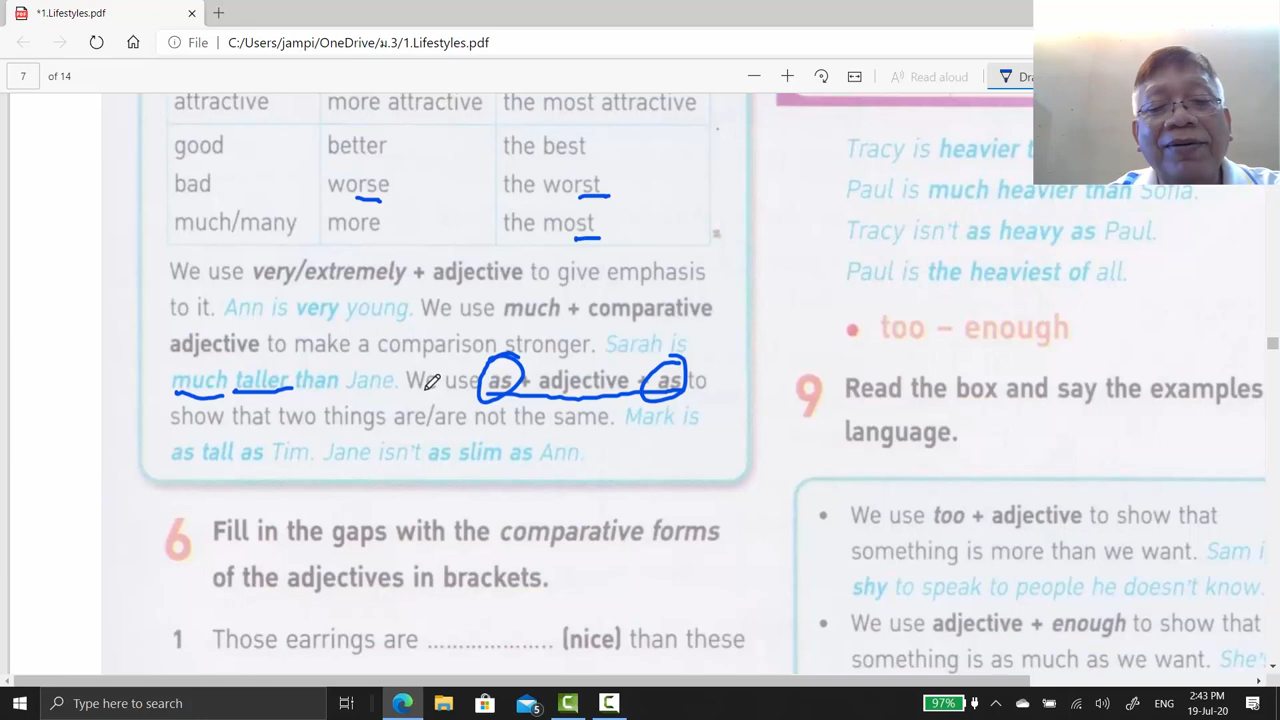 *1.Lifestyles.pdf
File C:/Users/jampi/OneDrive/ม.3/1.Lifestyles.pdf
7 of 14
Read aloud
attractive more attractive the most attractive
good better the best
bad worse the worst
much/many more the most
We use very/extremely + adjective to give emphasis
to it. Ann is very young. We use much + comparative
adjective to make a comparison stronger. Sarah is
much taller than Jane. We use as + adjective + as to
show that two things are/are not the same. Mark is
as tall as Tim. Jane isn't as slim as Ann.
6 Fill in the gaps with the comparative forms
of the adjectives in brackets.
1 Those earrings are .................... (nice) than these
Tracy is heavier
Paul is much heavier than Sofia.
Tracy isn't as heavy as Paul.
Paul is the heaviest of all.
• too – enough
9 Read the box and say the examples
language.
• We use too + adjective to show that
something is more than we want. Sam
shy to speak to people he doesn't know.
• We use adjective + enough to show that
something is as much as we want. She'
Type here to search
5
97%
ENG
2:43 PM
19-Jul-20